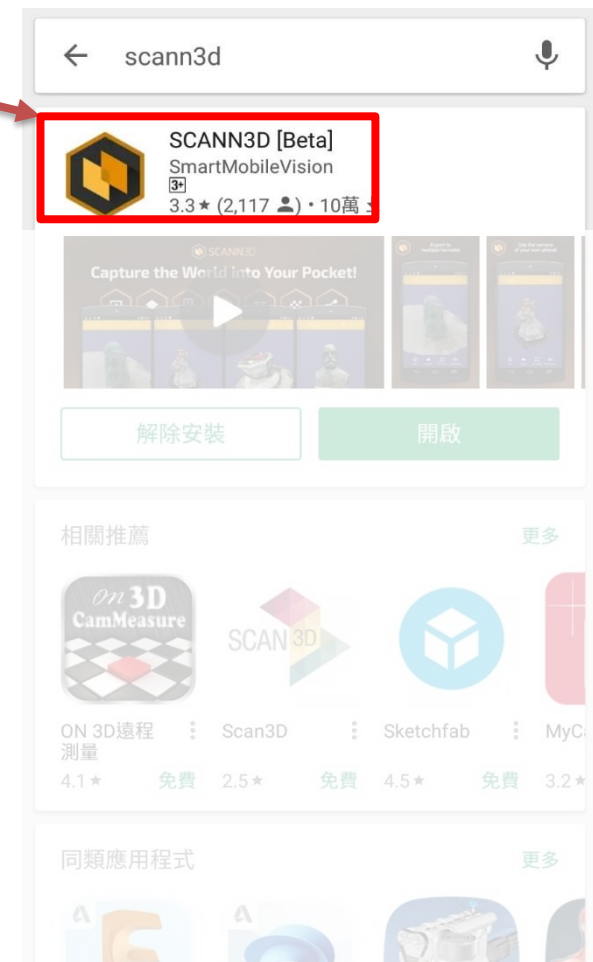 scann3d
SCANN3D [Beta]
SmartMobileVision
3+
3.3★ (2,117 ) • 10萬
SCANN3D
Capture the World into Your Pocket!
解除安裝
開啟
相關推薦
更多
On 3D
CamMeasure
SCAN 3D
ON 3D遠程
測量
4.1★
免費
Scan3D
2.5★
免費
Sketchfab
4.5★
免費
MyC
3.2★
同類應用程式
更多